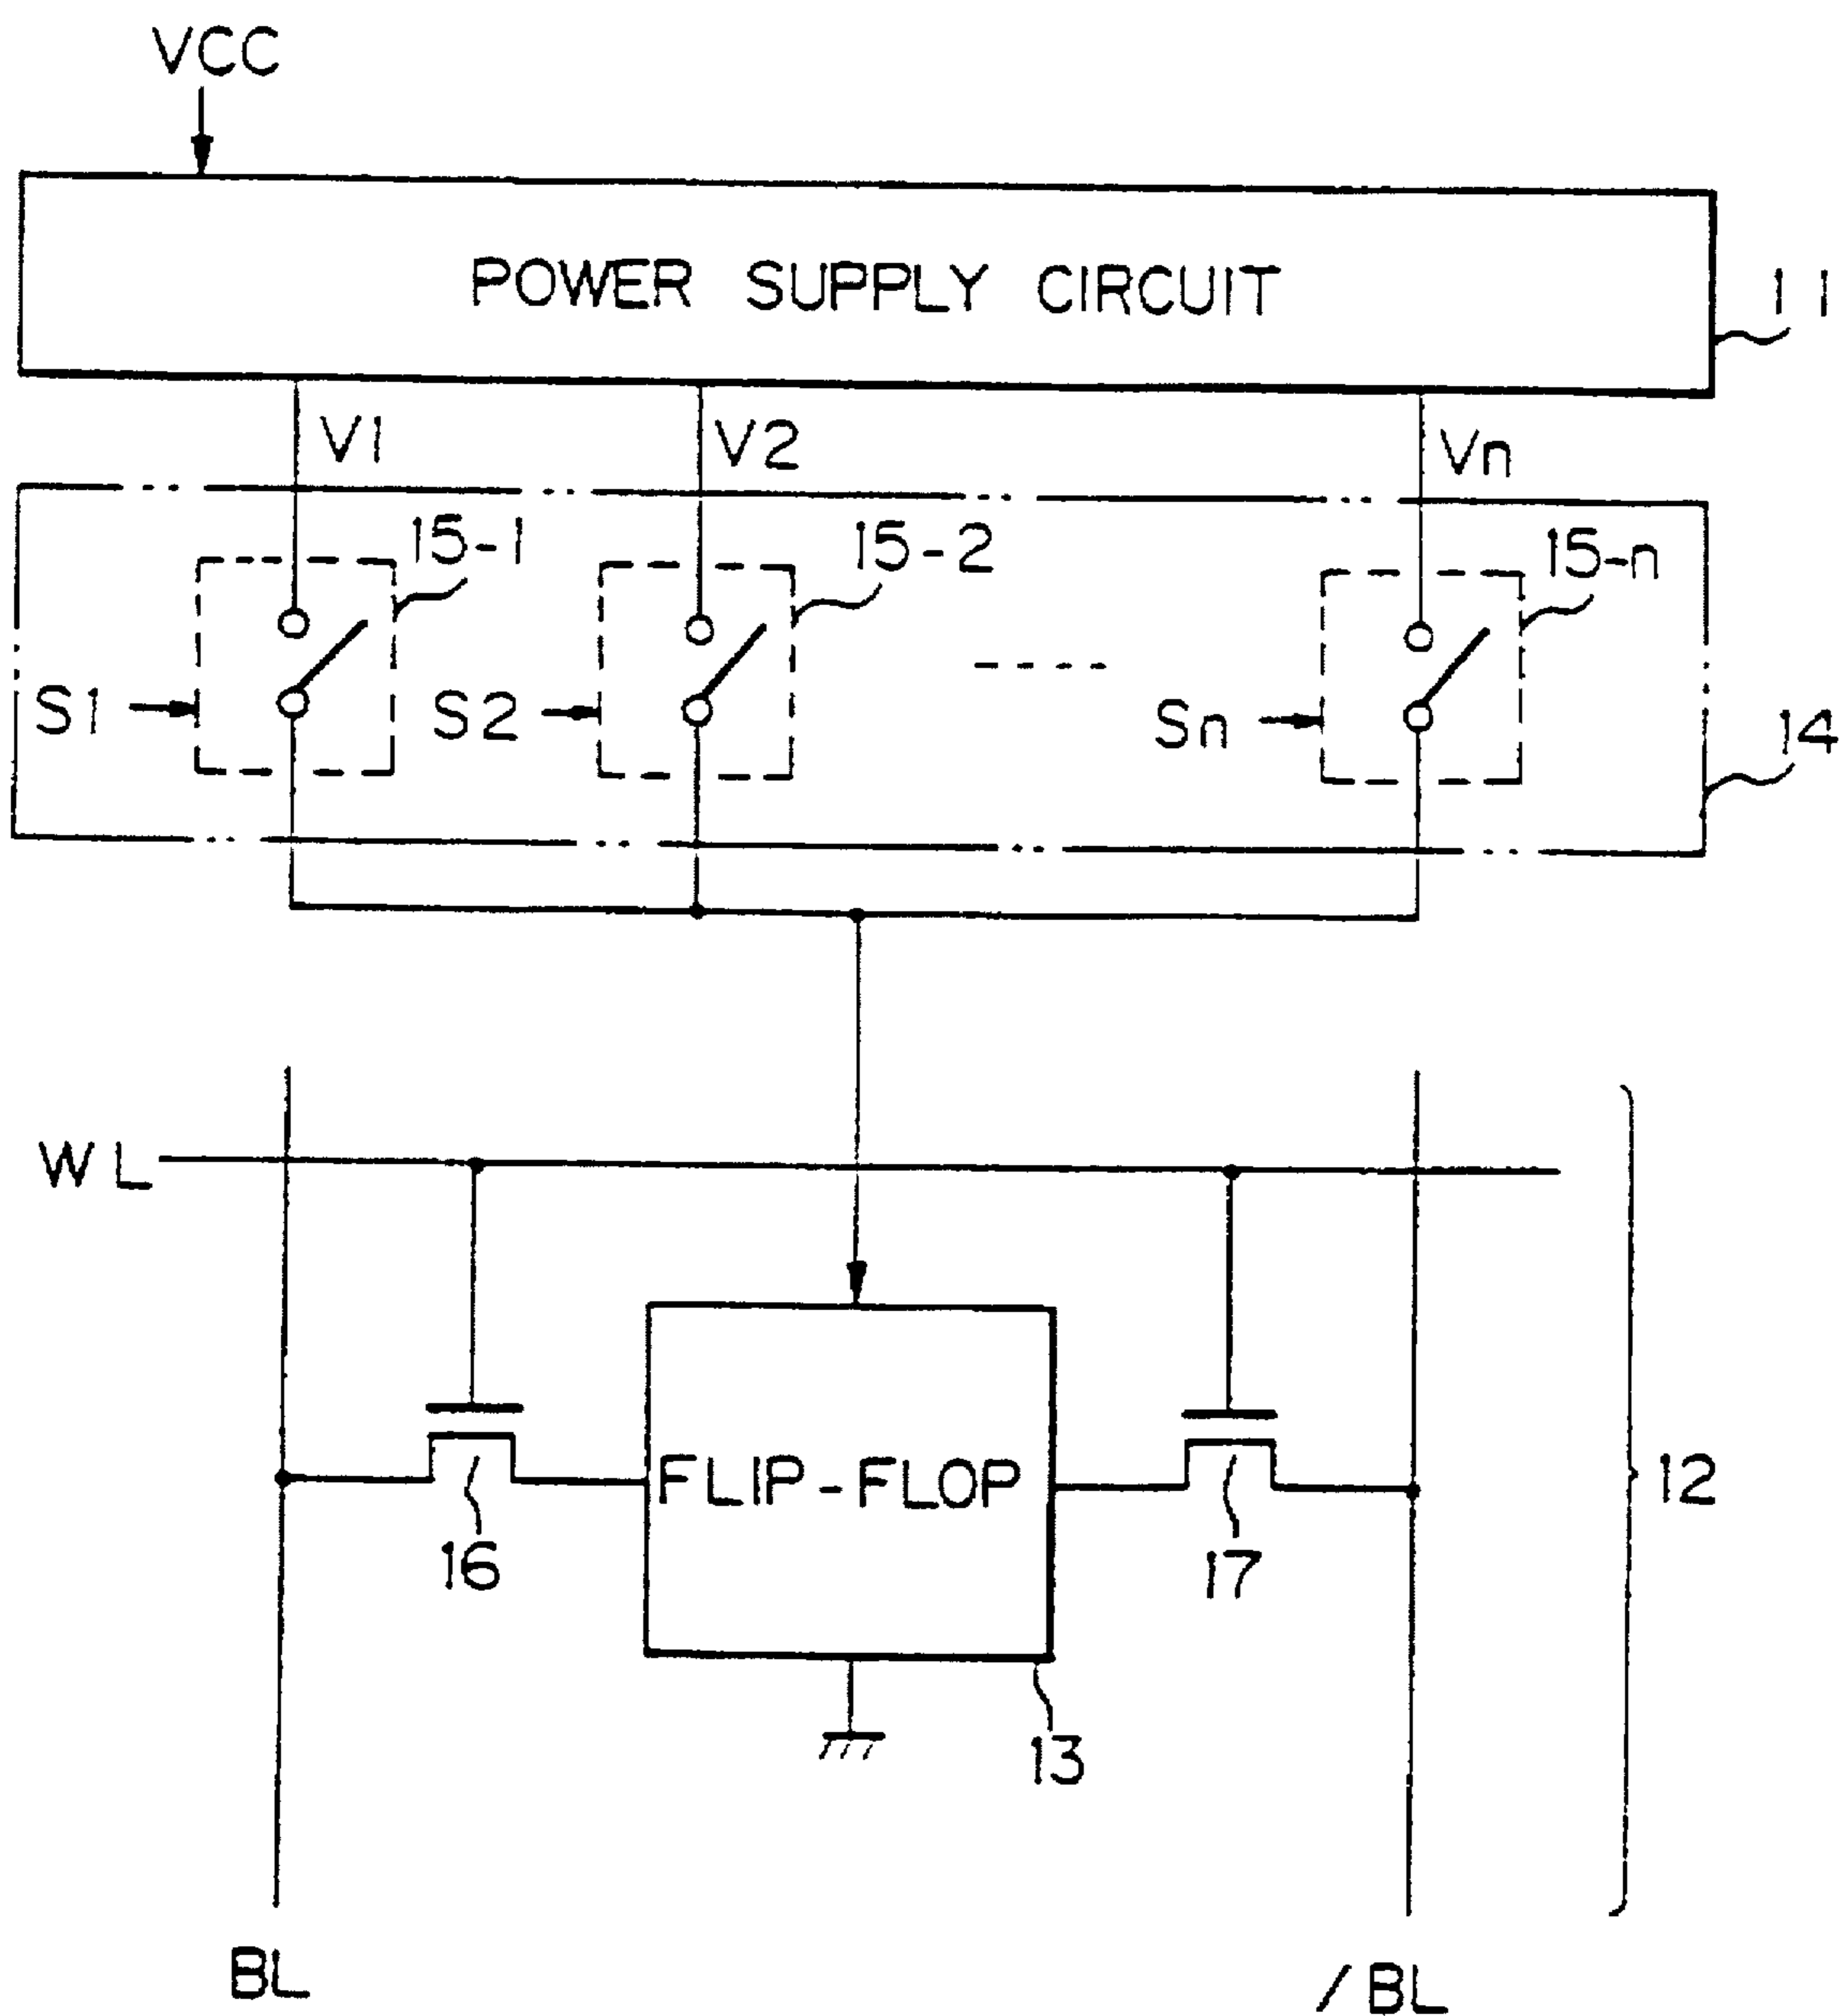 VCC
POWER SUPPLY CIRCUIT
11
V1
V2
Vn
15-1
15-2
15-n
S1
S2
Sn
14
WL
FLIP-FLOP
12
16
17
13
BL
/BL